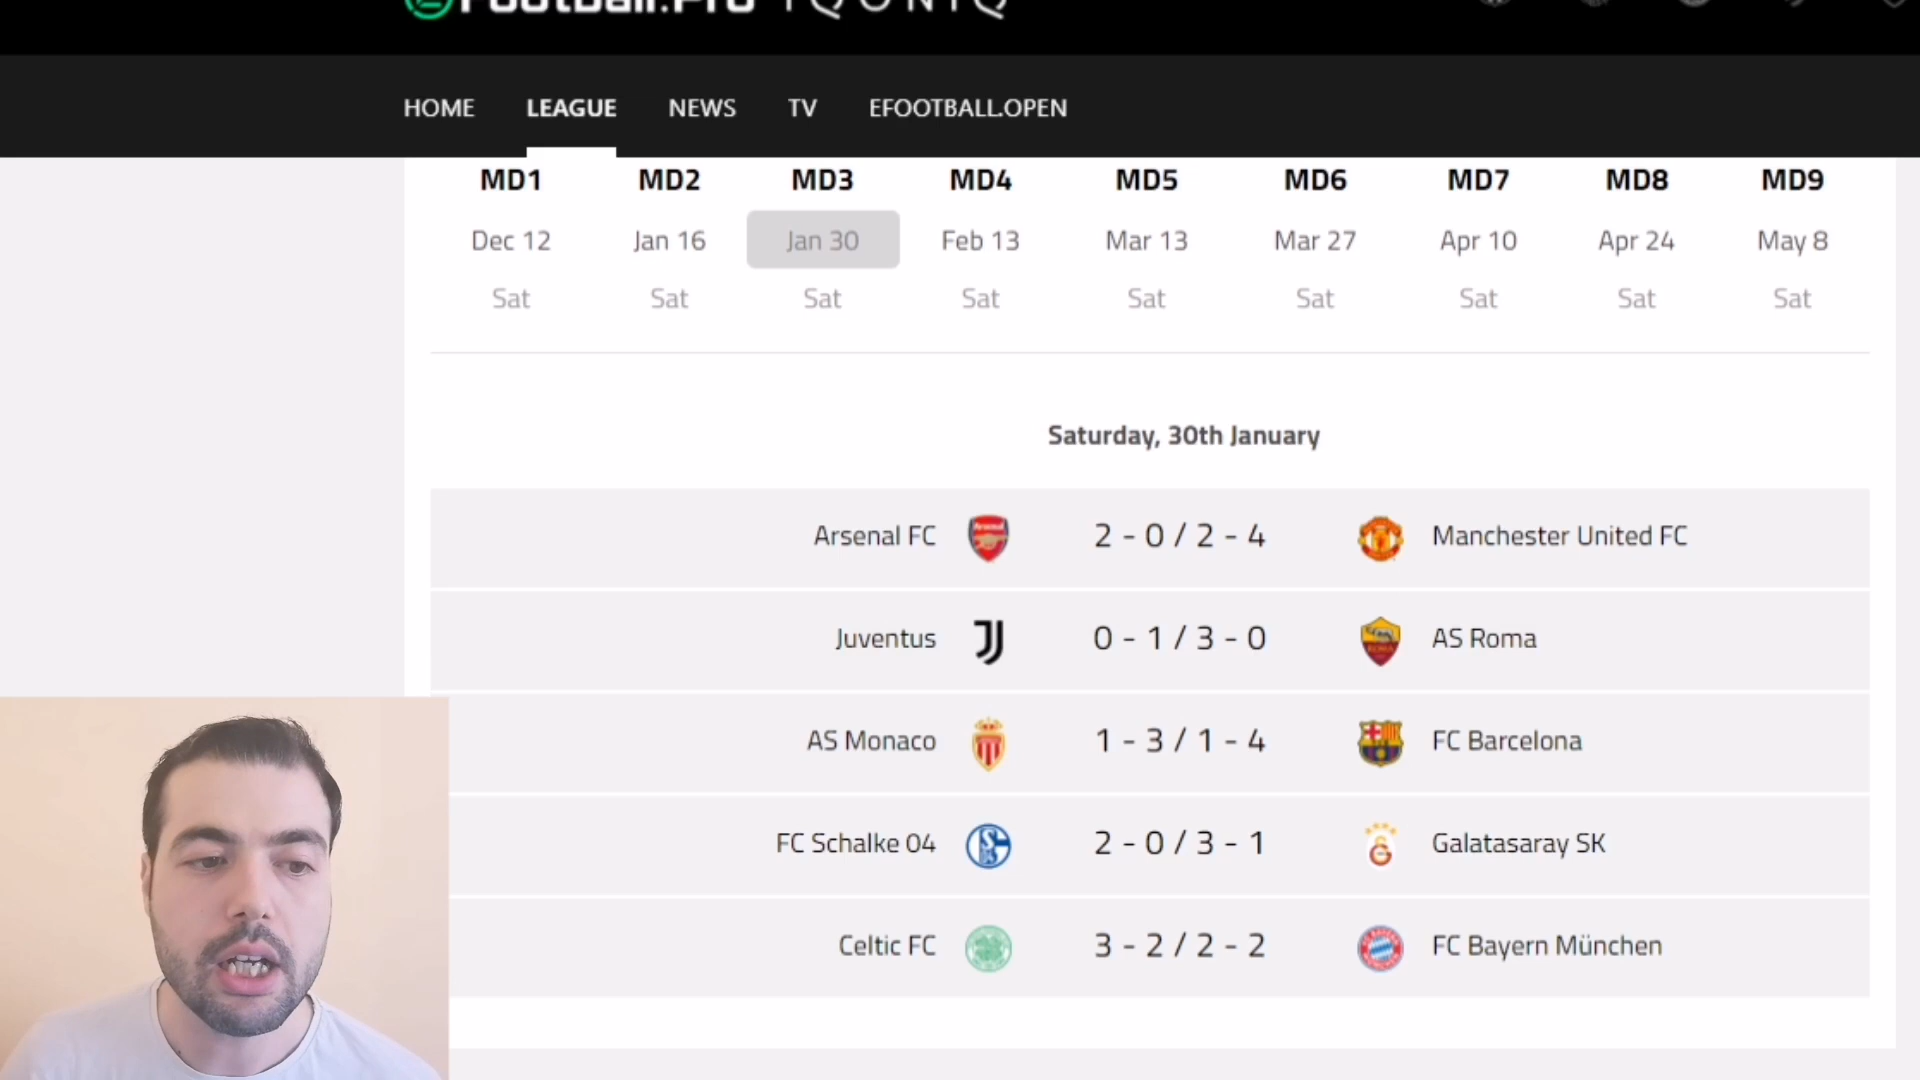 eFootball.Pro IQONIQ
HOME LEAGUE NEWS TV EFOOTBALL.OPEN
MD1 MD2 MD3 MD4 MD5 MD6 MD7 MD8 MD9
Dec 12 Jan 16 Jan 30 Feb 13 Mar 13 Mar 27 Apr 10 Apr 24 May 8
Sat Sat Sat Sat Sat Sat Sat Sat Sat
Saturday, 30th January
Arsenal FC 2 - 0 / 2 - 4 Manchester United FC
Juventus 0 - 1 / 3 - 0 AS Roma
AS Monaco 1 - 3 / 1 - 4 FC Barcelona
FC Schalke 04 2 - 0 / 3 - 1 Galatasaray SK
Celtic FC 3 - 2 / 2 - 2 FC Bayern München